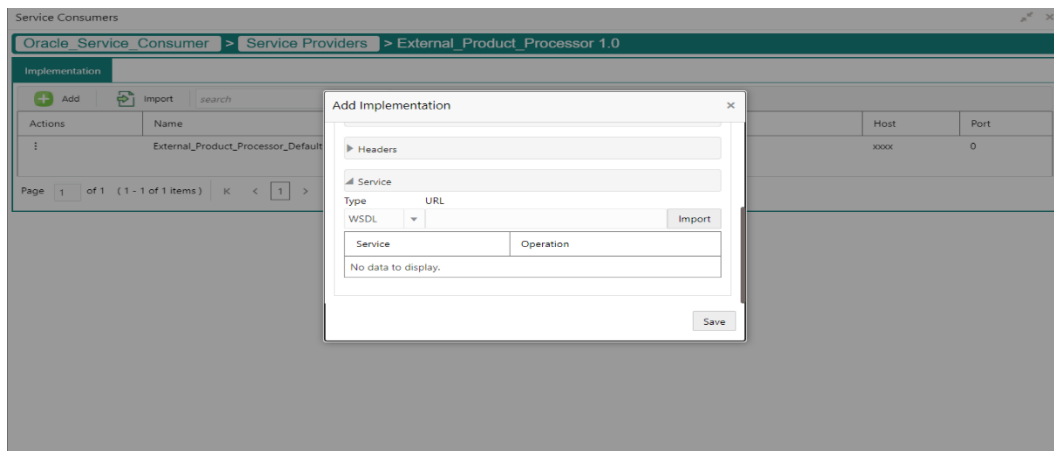 Service Consumers
Oracle_Service_Consumer > Service Providers > External_Product_Processor 1.0
Implementation
Add Import search
Actions Name Host Port
External_Product_Processor_Default xxxx 0
Page 1 of 1 (1 - 1 of 1 items) K < 1 >
Add Implementation ×
Headers
Service
Type URL
WSDL Import
Service Operation
No data to display.
Save